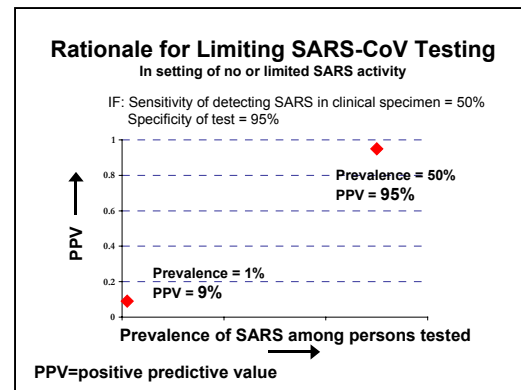 Rationale for Limiting SARS-CoV Testing
In setting of no or limited SARS activity
IF: Sensitivity of detecting SARS in clinical specimen = 50%
Specificity of test = 95%
1
0.8
0.6
0.4
0.2
0
PPV
Prevalence = 50%
PPV = 95%
Prevalence = 1%
PPV = 9%
Prevalence of SARS among persons tested
PPV=positive predictive value